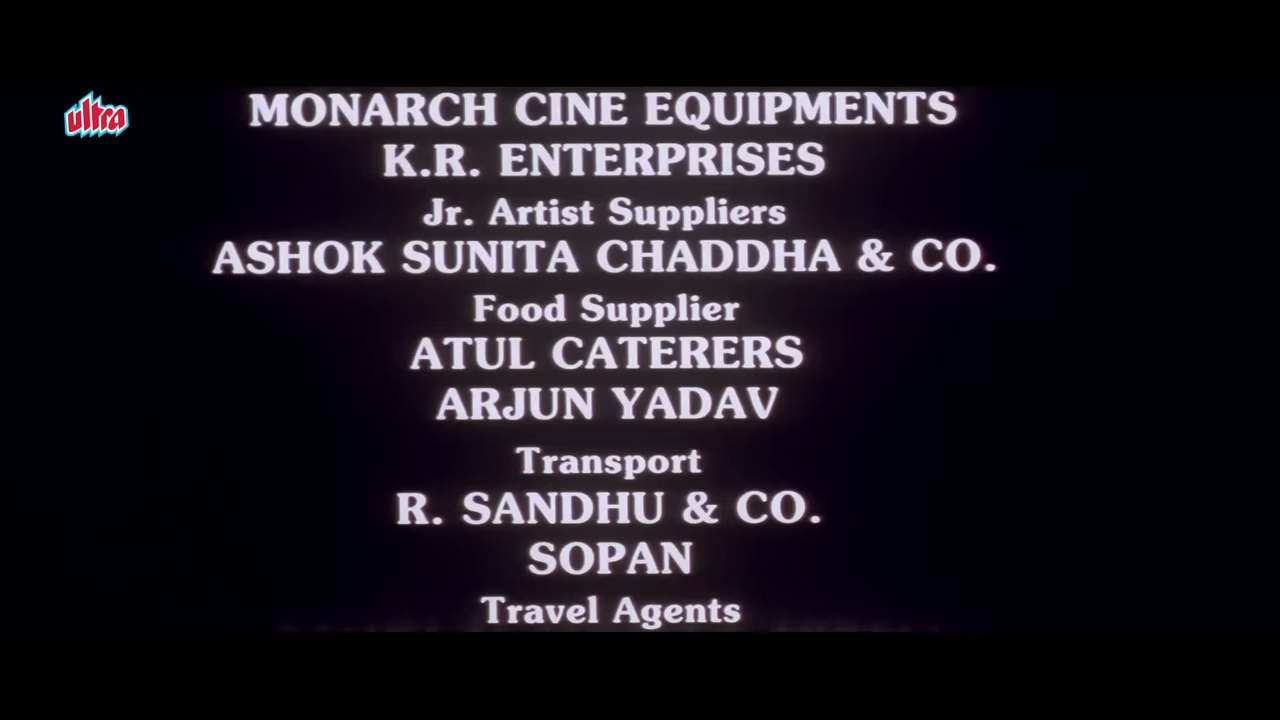 ultra
MONARCH CINE EQUIPMENTS
K.R. ENTERPRISES
Jr. Artist Suppliers
ASHOK SUNITA CHADDHA & CO.
Food Supplier
ATUL CATERERS
ARJUN YADAV
Transport
R. SANDHU & CO.
SOPAN
Travel Agents